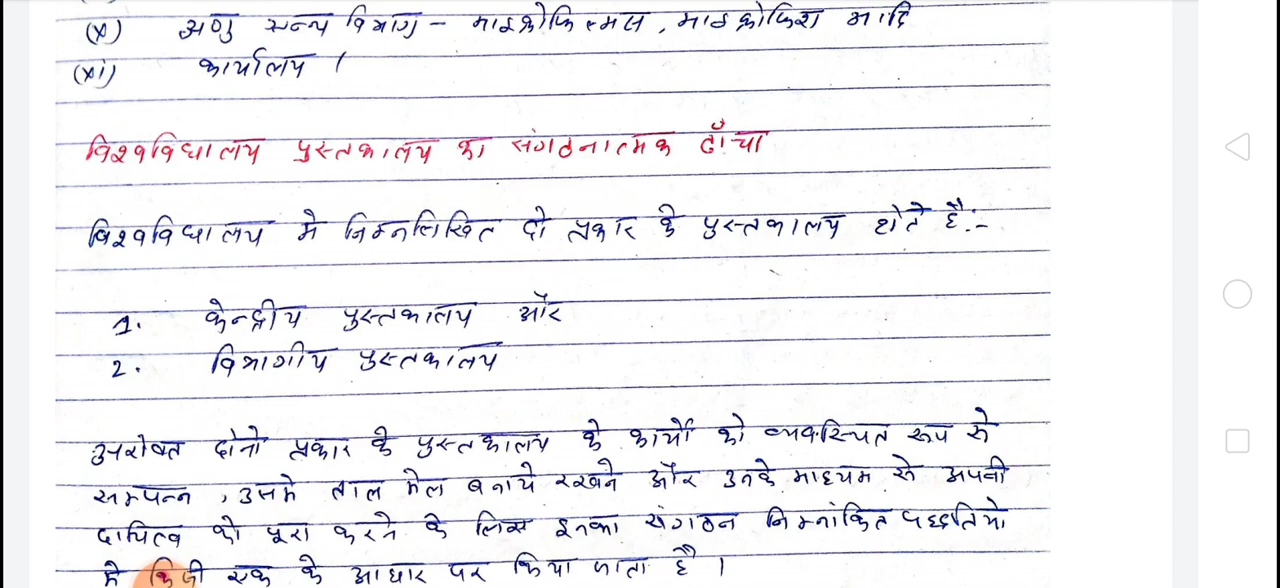 (x) अणु ग्रन्थ विभाग - माइक्रोफिल्मस, माइक्रोफिश आदि
(xi) कार्यालय ।
विश्वविद्यालय पुस्तकालय का संगठनात्मक ढाँचा
विश्वविद्यालय मे निम्नलिखित दो प्रकार के पुस्तकालय होते है:-
1. केन्द्रीय पुस्तकालय और
2. विभागीय पुस्तकालय
उपरोक्त दोनो प्रकार के पुस्तकालय के कार्यो को व्यवस्थित रूप से
सम्पन्न, उसमे ताल मेल बनाये रखने और उनके माध्यम से अपनी
दायित्व को पूरा करने के लिए इनका संगठन निम्नांकित पद्धतियो
मे किसी एक के आधार पर किया जाता है ।